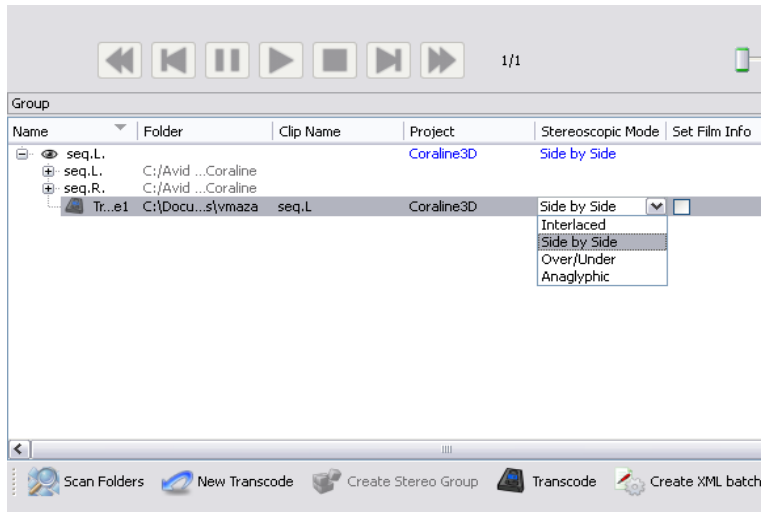 1/1
Group
Name Folder Clip Name Project Stereoscopic Mode Set Film Info
seq.L. Coraline3D Side by Side
seq.L. C:/Avid ...Coraline
seq.R. C:/Avid ...Coraline
Tr...e1 C:\Docu...s\vmaza seq.L Coraline3D Side by Side
Interlaced
Side by Side
Over/Under
Anaglyphic
Scan Folders New Transcode Create Stereo Group Transcode Create XML batch